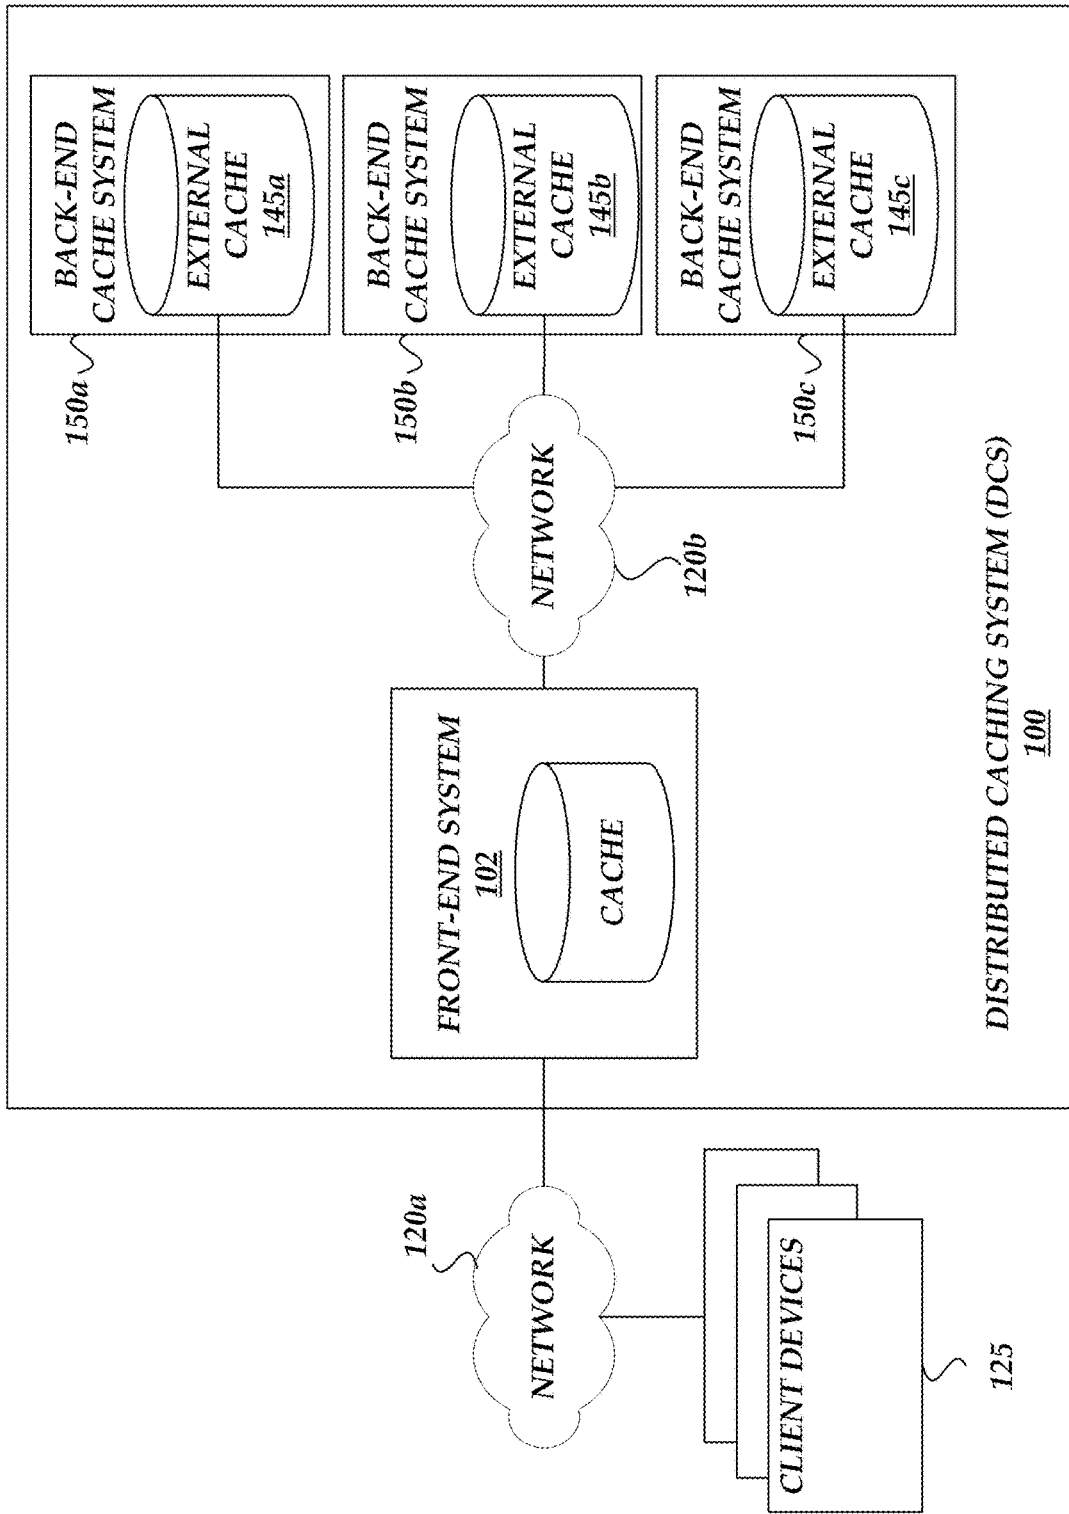 CLIENT DEVICES
125
NETWORK
120a
FRONT-END SYSTEM
102
CACHE
NETWORK
120b
150a
BACK-END
CACHE SYSTEM
EXTERNAL
CACHE
145a
150b
BACK-END
CACHE SYSTEM
EXTERNAL
CACHE
145b
150c
BACK-END
CACHE SYSTEM
EXTERNAL
CACHE
145c
DISTRIBUTED CACHING SYSTEM (DCS)
100